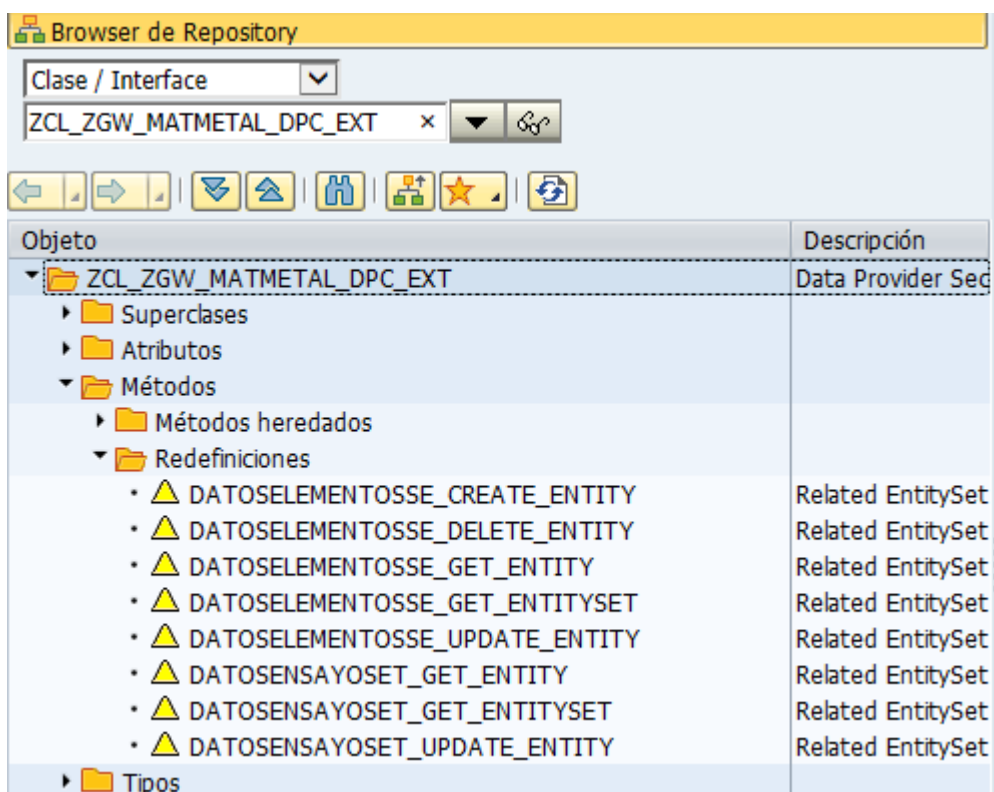 Browser de Repository
Clase / Interface
ZCL_ZGW_MATMETAL_DPC_EXT
Objeto Descripción
ZCL_ZGW_MATMETAL_DPC_EXT Data Provider Sec
Superclases
Atributos
Métodos
Métodos heredados
Redefiniciones
DATOSELEMENTOSSE_CREATE_ENTITY Related EntitySet
DATOSELEMENTOSSE_DELETE_ENTITY Related EntitySet
DATOSELEMENTOSSE_GET_ENTITY Related EntitySet
DATOSELEMENTOSSE_GET_ENTITYSET Related EntitySet
DATOSELEMENTOSSE_UPDATE_ENTITY Related EntitySet
DATOSENSAYOSET_GET_ENTITY Related EntitySet
DATOSENSAYOSET_GET_ENTITYSET Related EntitySet
DATOSENSAYOSET_UPDATE_ENTITY Related EntitySet
Tipos